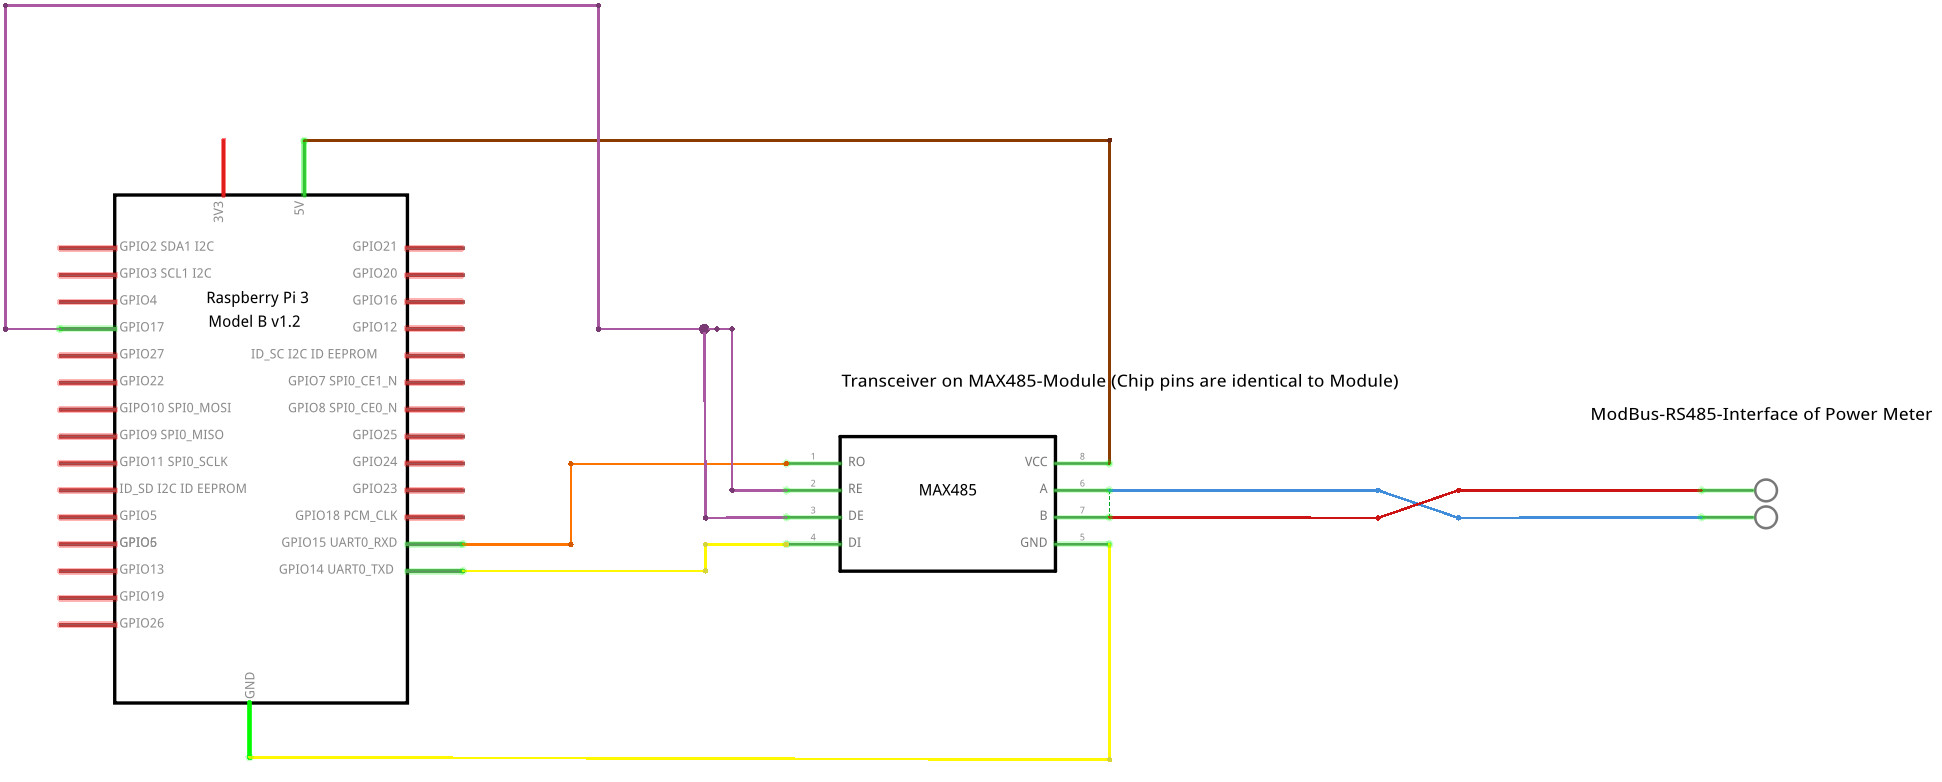 3V3
5V
GPIO2 SDA1 I2C
GPIO3 SCL1 I2C
GPIO4
GPIO17
GPIO27
GPIO22
GIPO10 SPI0_MOSI
GPIO9 SPI0_MISO
GPIO11 SPI0_SCLK
ID_SD I2C ID EEPROM
GPIO5
GPIO6
GPIO13
GPIO19
GPIO26
Raspberry Pi 3
Model B v1.2
GPIO21
GPIO20
GPIO16
GPIO12
ID_SC I2C ID EEPROM
GPIO7 SPI0_CE1_N
GPIO8 SPI0_CE0_N
GPIO25
GPIO24
GPIO23
GPIO18 PCM_CLK
GPIO15 UART0_RXD
GPIO14 UART0_TXD
GND
Transceiver on MAX485-Module (Chip pins are identical to Module)
1 RO
2 RE
3 DE
4 DI
MAX485
VCC 8
A 6
B 7
GND 5
ModBus-RS485-Interface of Power Meter